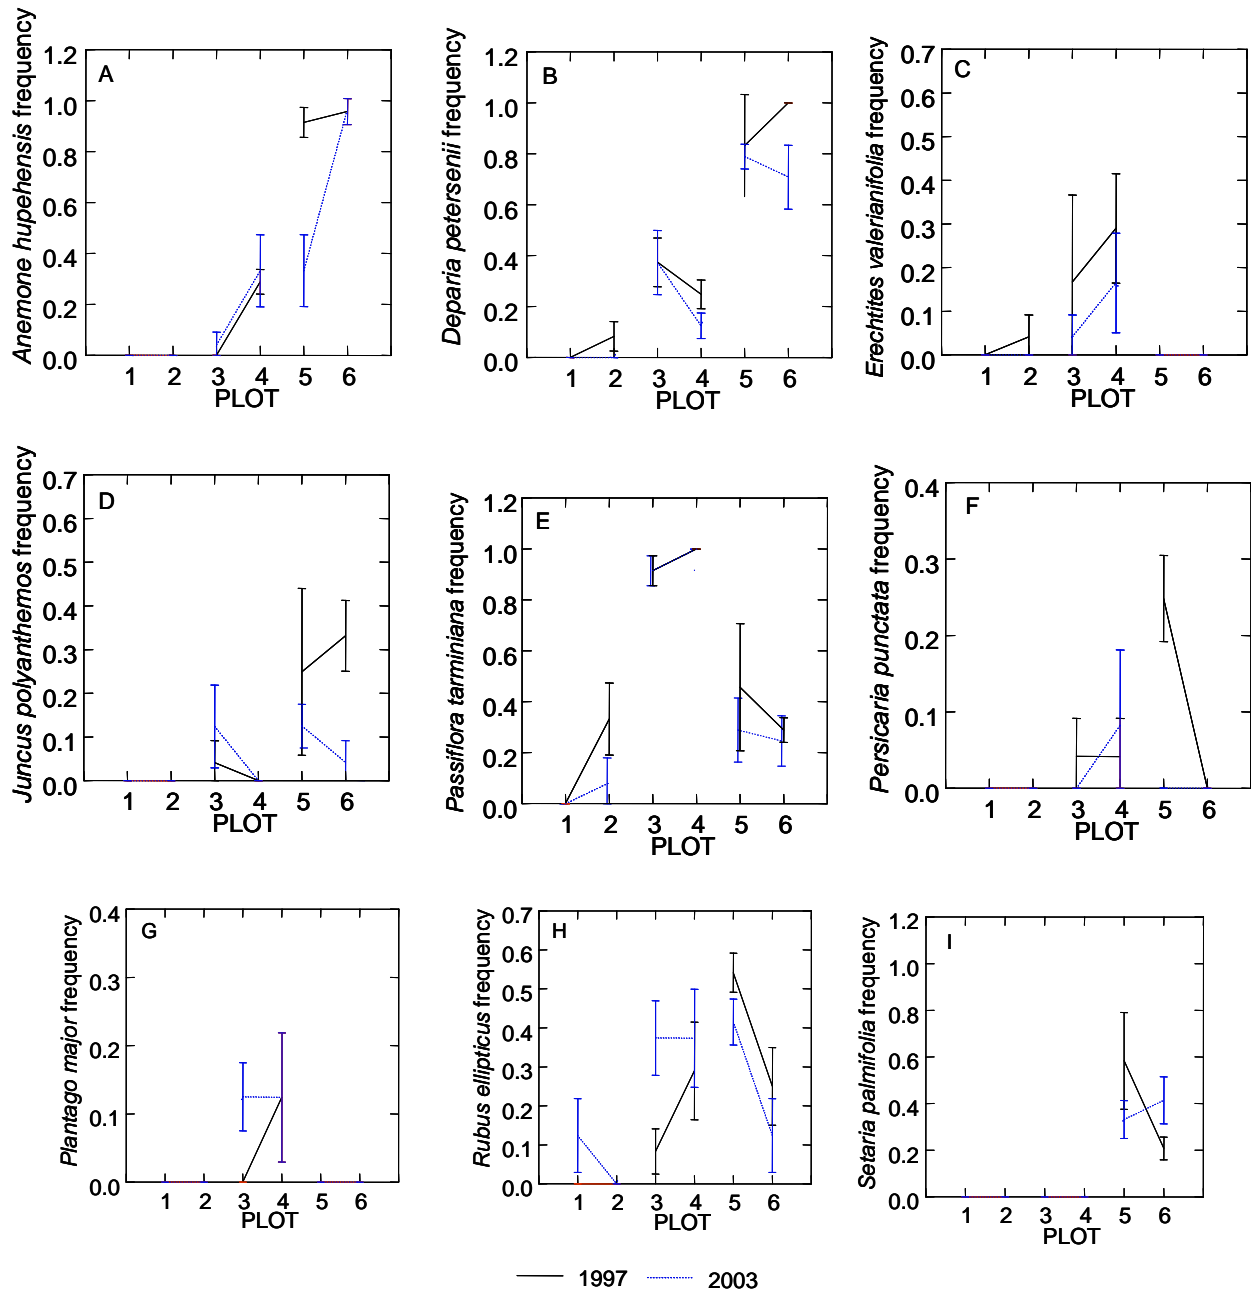 A
Anemone hupehensis frequency
1.2
1.0
0.8
0.6
0.4
0.2
0.0
1 2 3 4 5 6
PLOT
B
Deparia petersenii frequency
1.2
1.0
0.8
0.6
0.4
0.2
0.0
1 2 3 4 5 6
PLOT
C
Erechtites valerianifolia frequency
0.7
0.6
0.5
0.4
0.3
0.2
0.1
0.0
1 2 3 4 5 6
PLOT
D
Juncus polyanthemos frequency
0.7
0.6
0.5
0.4
0.3
0.2
0.1
0.0
1 2 3 4 5 6
PLOT
E
Passiflora tarminiana frequency
1.2
1.0
0.8
0.6
0.4
0.2
0.0
1 2 3 4 5 6
PLOT
F
Persicaria punctata frequency
0.4
0.3
0.2
0.1
0.0
1 2 3 4 5 6
PLOT
G
Plantago major frequency
0.4
0.3
0.2
0.1
0.0
1 2 3 4 5 6
PLOT
H
Rubus ellipticus frequency
0.7
0.6
0.5
0.4
0.3
0.2
0.1
0.0
1 2 3 4 5 6
PLOT
I
Setaria palmifolia frequency
1.2
1.0
0.8
0.6
0.4
0.2
0.0
1 2 3 4 5 6
PLOT
1997 2003